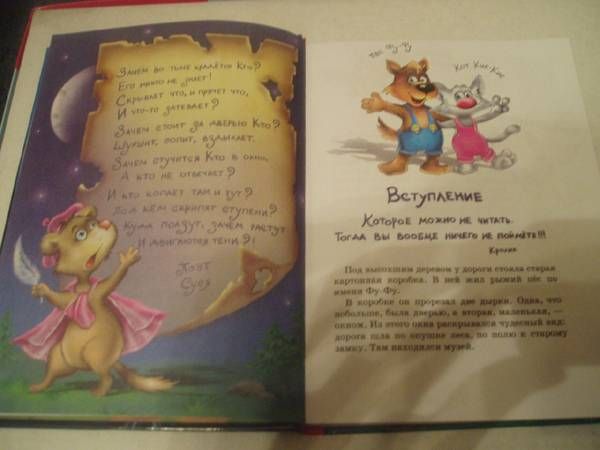 Зачем во тьме крадётся Кто?
Его никто не знает!
Скрывает что, и прячет что,
И что-то затевает?
Зачем стоит за дверью Кто?
Шуршит, сопит, вздыхает.
Зачем стучится Кто в окно,
А кто не отвечает?
И кто копает там и тут?
Под кем скрипят ступени?
Куда ползут, зачем растут
И двигаются тени?!
Поэт
Суся
Пёс Фу-Фу
Кот Кис-Кис
Вступление
Которое можно не читать.
Тогда вы вообще ничего не поймёте!!!
Кролик
Под высохшим деревом у дороги стояла старая
картонная коробка. В ней жил рыжий пёс по
имени Фу-Фу.
В коробке он прорезал две дырки. Одна, что
побольше, была дверью, а вторая, маленькая, —
окном. Из этого окна раскрывался чудесный вид:
дорога шла по опушке леса, по полю к старому
замку. Там находился музей.